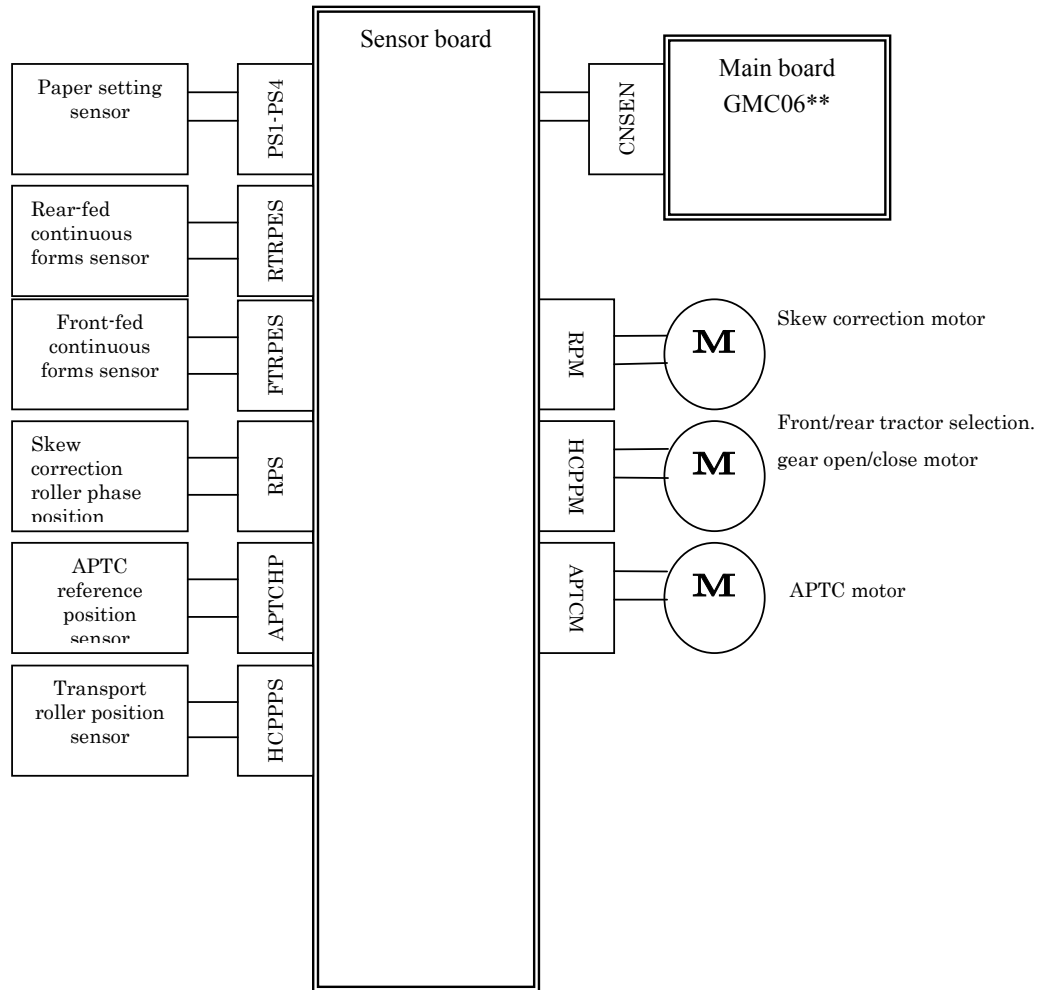 Sensor board
Main board
GMC06**
CNSEN
Paper setting
sensor
PS1-PS4
Rear-fed
continuous
forms sensor
RTRPES
Front-fed
continuous
forms sensor
FTRPES
Skew
correction
roller phase
position
RPS
APTC
reference
position
sensor
APTCHP
Transport
roller position
sensor
HCPPPS
RPM
M
Skew correction motor
HCPPM
M
Front/rear tractor selection.
gear open/close motor
APTCM
M
APTC motor